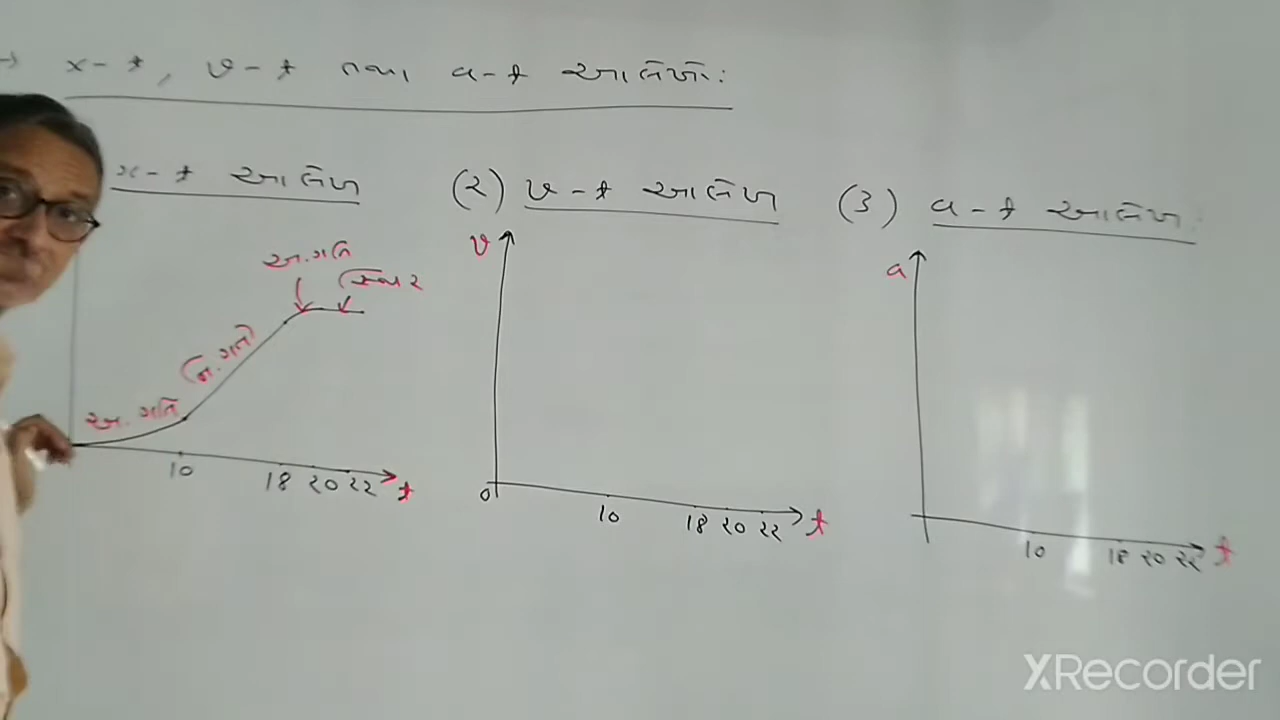 → x-t, v-t તથા a-t આલેખો:
x-t આલેખ
(૨) v-t આલેખ
(૩) a-t આલેખ:
અ.ગતિ
સ્થિર
નિ.ગતિ
અ.ગતિ
10 18 ૨૦ ૨૨ t
v
0
10 18 ૨૦ ૨૨ t
a
10 18 ૨૦ ૨૨ t
XRecorder